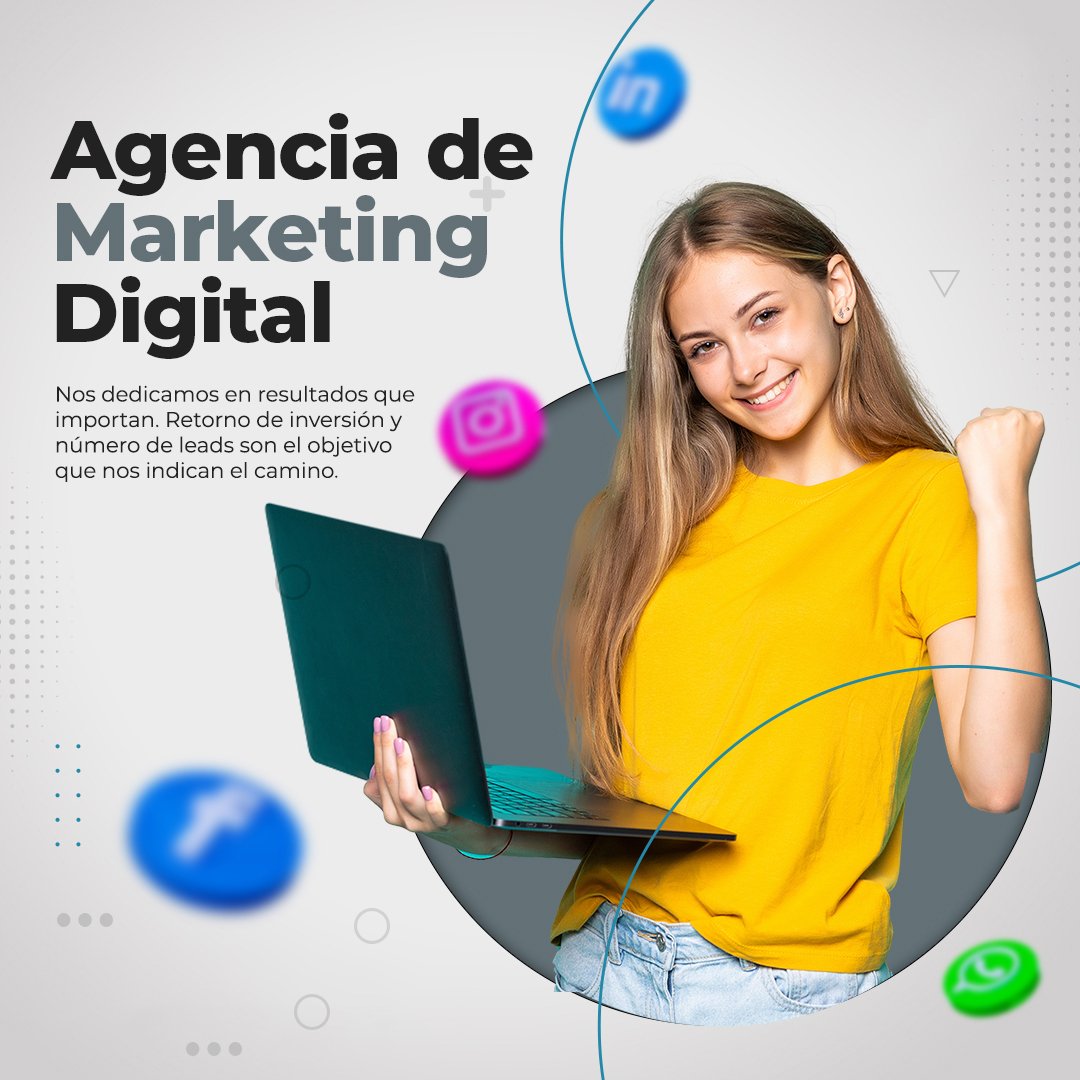 Agencia de
Marketing
Digital
Nos dedicamos en resultados que
importan. Retorno de inversión y
número de leads son el objetivo
que nos indican el camino.
in
f